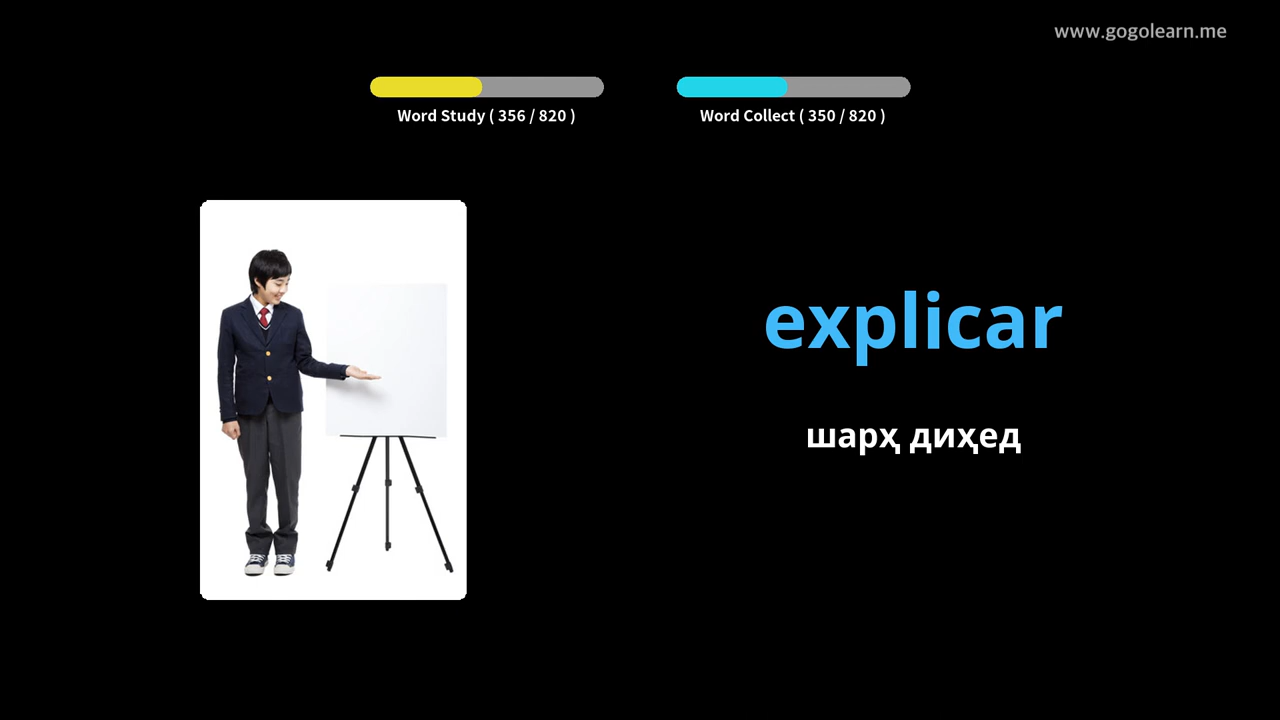 www.gogolearn.me
Word Study ( 356 / 820 )
Word Collect ( 350 / 820 )
explicar
шарҳ диҳед